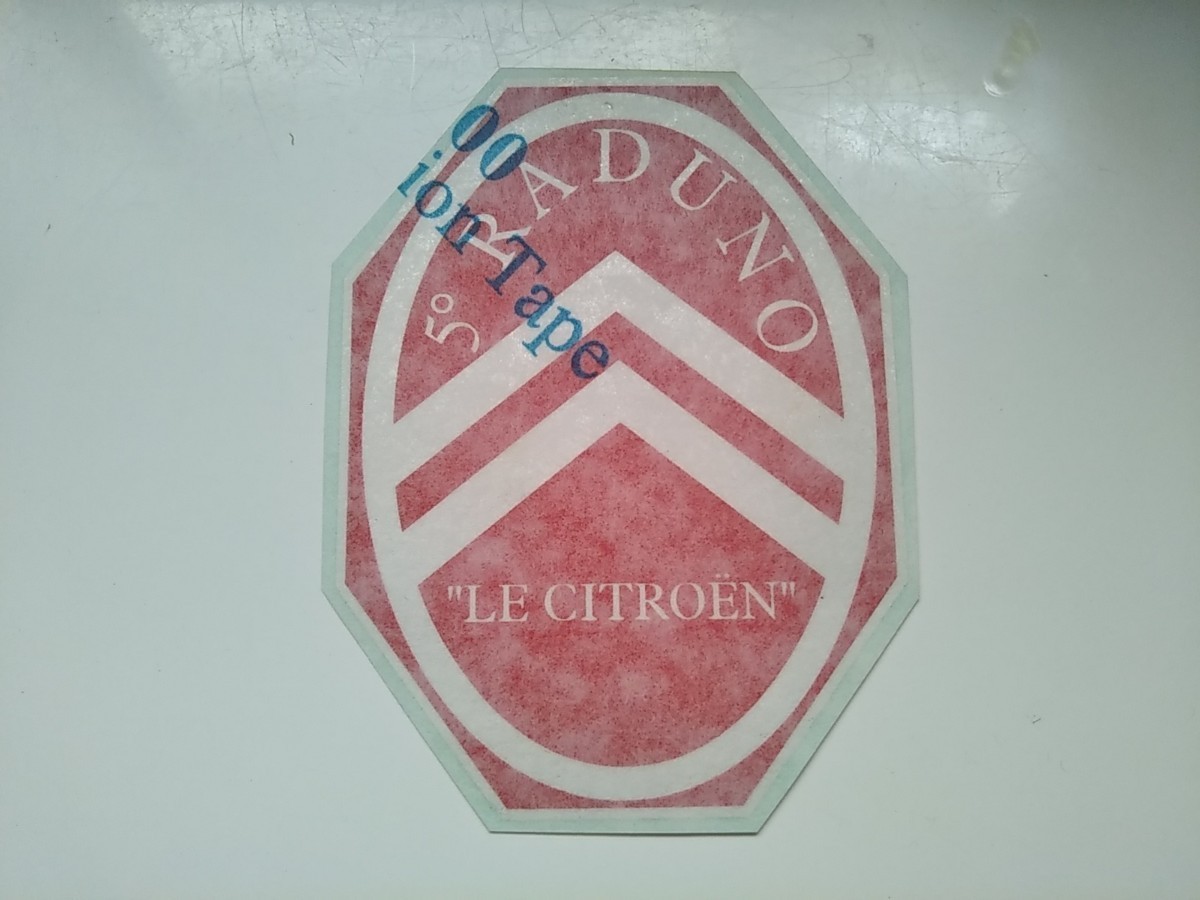 5° RADUNO
"LE CITROËN"
00
ion Tape